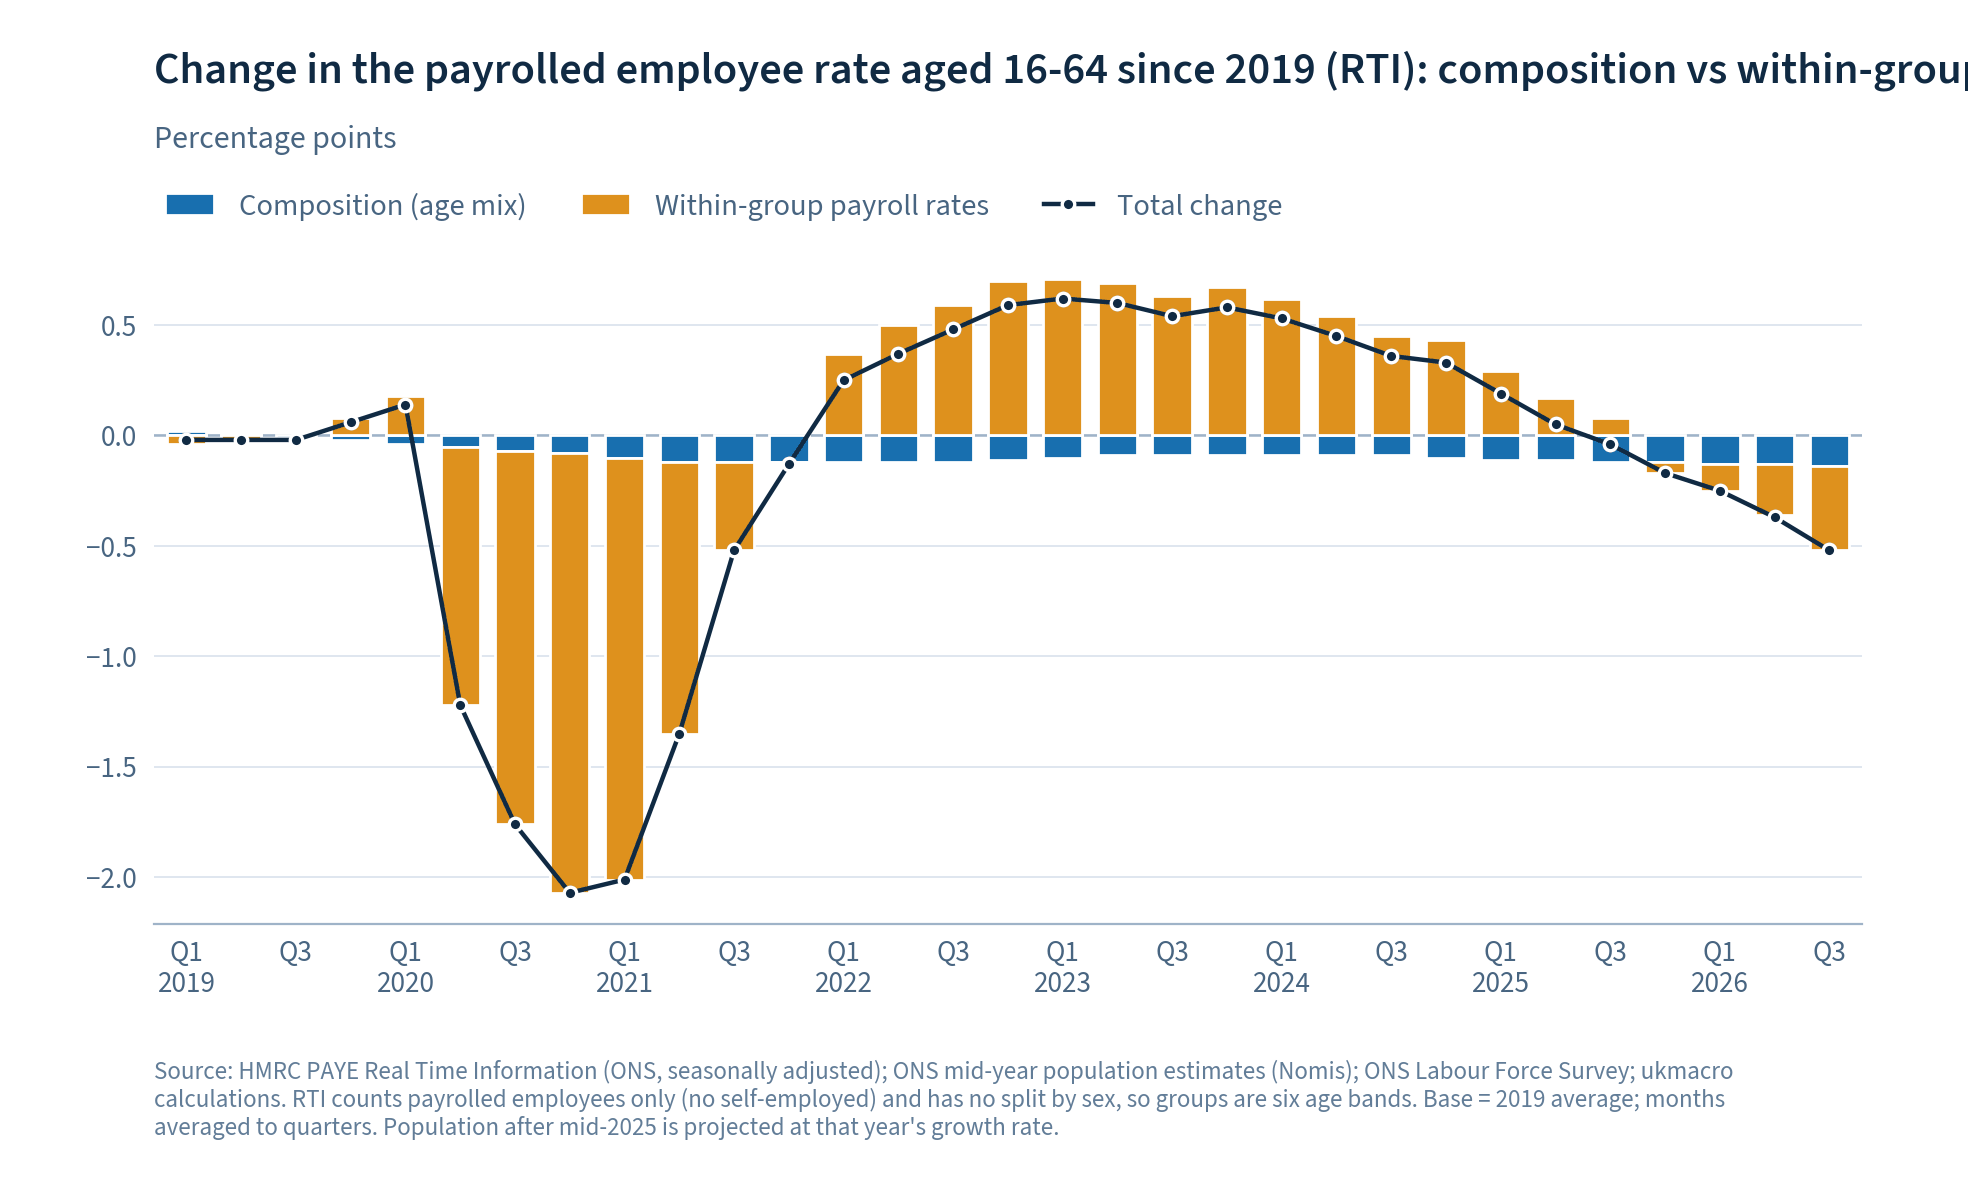 Change in the payrolled employee rate aged 16-64 since 2019 (RTI): composition vs within-group
Percentage points
Composition (age mix) Within-group payroll rates Total change
0.5
0.0
−0.5
−1.0
−1.5
−2.0
Q1 Q3 Q1 Q3 Q1 Q3 Q1 Q3 Q1 Q3 Q1 Q3 Q1 Q3 Q1 Q3
2019 2020 2021 2022 2023 2024 2025 2026
Source: HMRC PAYE Real Time Information (ONS, seasonally adjusted); ONS mid-year population estimates (Nomis); ONS Labour Force Survey; ukmacro
calculations. RTI counts payrolled employees only (no self-employed) and has no split by sex, so groups are six age bands. Base = 2019 average; months
averaged to quarters. Population after mid-2025 is projected at that year's growth rate.